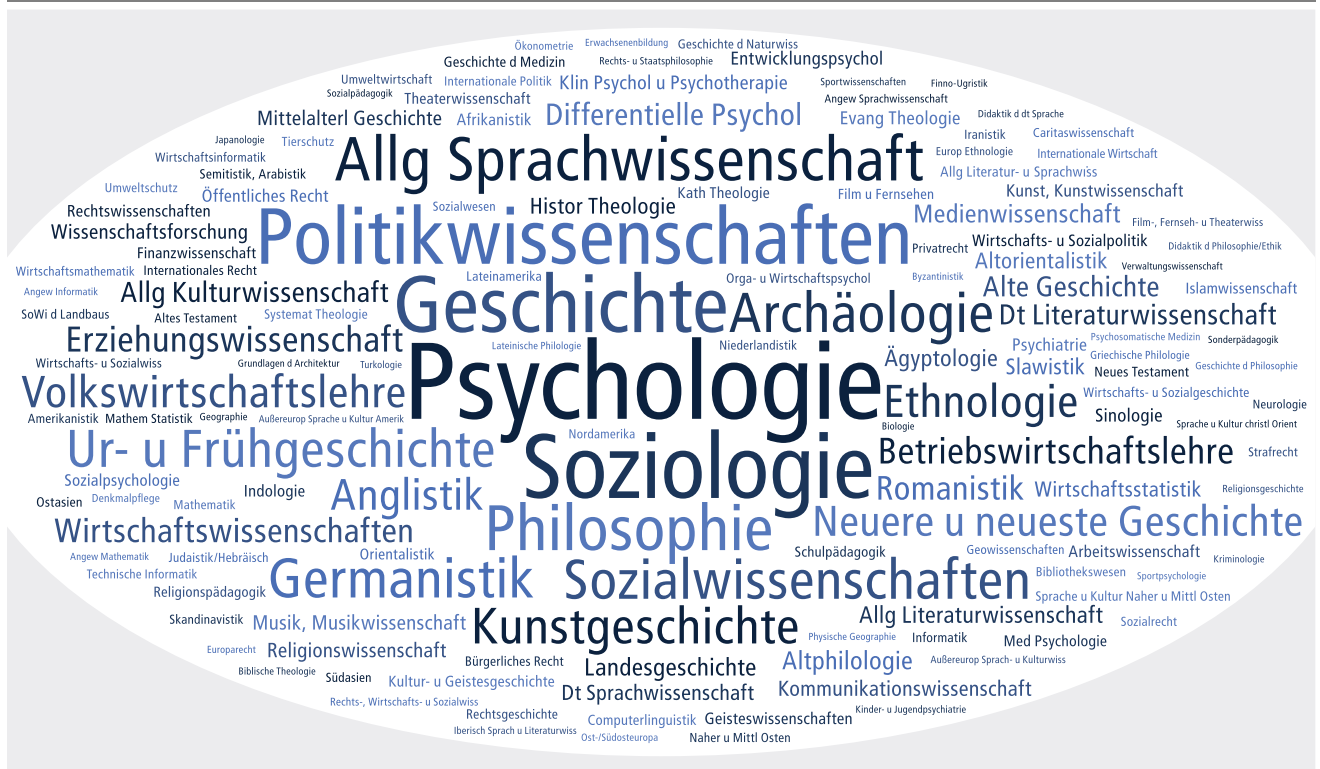 Ökonometrie Erwachsenenbildung Geschichte d Naturwiss
Geschichte d Medizin Rechts- u Staatsphilosophie Entwicklungspsychol
Umweltwirtschaft Internationale Politik Klin Psychol u Psychotherapie Sportwissenschaften Finno-Ugristik
Sozialpädagogik Theaterwissenschaft Angew Sprachwissenschaft
Mittelalterl Geschichte Afrikanistik Differentielle Psychol Evang Theologie Didaktik d dt Sprache
Japanologie Tierschutz Iranistik Caritaswissenschaft
Wirtschaftsinformatik Allg Sprachwissenschaft Europ Ethnologie Internationale Wirtschaft
Semitistik, Arabistik Allg Literatur- u Sprachwiss
Umweltschutz Öffentliches Recht Kath Theologie Film u Fernsehen Kunst, Kunstwissenschaft
Rechtswissenschaften Sozialwesen Histor Theologie Medienwissenschaft Film-, Fernseh- u Theaterwiss
Wissenschaftsforschung Politikwissenschaften Privatrecht Wirtschafts- u Sozialpolitik Didaktik d Philosophie/Ethik
Finanzwissenschaft Altorientalistik Verwaltungswissenschaft
Wirtschaftsmathematik Internationales Recht Lateinamerika Orga- u Wirtschaftspsychol Byzantinistik
Angew Informatik Allg Kulturwissenschaft Geschichte Alte Geschichte Islamwissenschaft
SoWi d Landbaus Altes Testament Systemat Theologie Archäologie Dt Literaturwissenschaft
Erziehungswissenschaft Lateinische Philologie Niederlandistik Psychiatrie Psychosomatische Medizin Sonderpädagogik
Wirtschafts- u Sozialwiss Grundlagen d Architektur Turkologie Ägyptologie Slawistik Griechische Philologie Geschichte d Philosophie
Neues Testament
Volkswirtschaftslehre Psychologie Ethnologie Wirtschafts- u Sozialgeschichte Neurologie
Amerikanistik Mathem Statistik Geographie Außereurop Sprache u Kultur Amerik Biologie Sinologie Sprache u Kultur christl Orient
Ur- u Frühgeschichte Nordamerika Soziologie Betriebswirtschaftslehre Strafrecht
Sozialpsychologie Indologie Anglistik Romanistik Wirtschaftsstatistik Religionsgeschichte
Ostasien Denkmalpflege Mathematik
Wirtschaftswissenschaften Philosophie Neuere u neueste Geschichte
Angew Mathematik Judaistik/Hebräisch Orientalistik Schulpädagogik Geowissenschaften Arbeitswissenschaft Kriminologie
Technische Informatik Germanistik Sozialwissenschaften Bibliothekswesen Sportpsychologie
Religionspädagogik Sprache u Kultur Naher u Mittl Osten
Skandinavistik Musik, Musikwissenschaft Kunstgeschichte Allg Literaturwissenschaft Sozialrecht
Europarecht Religionswissenschaft Physische Geographie Informatik Med Psychologie
Bürgerliches Recht Landesgeschichte Altphilologie Außereurop Sprach- u Kulturwiss
Biblische Theologie Südasien Kultur- u Geistesgeschichte Dt Sprachwissenschaft Kommunikationswissenschaft
Rechts-, Wirtschafts- u Sozialwiss Kinder- u Jugendpsychiatrie
Rechtsgeschichte Computerlinguistik Geisteswissenschaften
Iberisch Sprach u Literaturwiss Ost-/Südosteuropa Naher u Mittl Osten